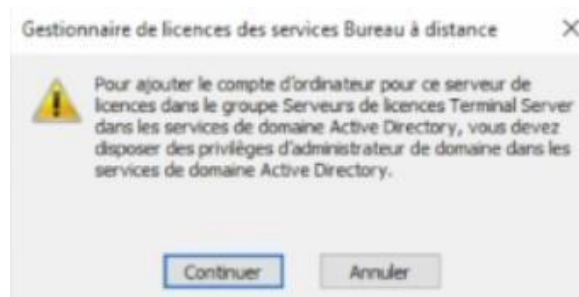 Gestionnaire de licences des services Bureau à distance
Pour ajouter le compte d'ordinateur pour ce serveur de
licences dans le groupe Serveurs de licences Terminal Server
dans les services de domaine Active Directory, vous devez
disposer des privilèges d'administrateur de domaine dans les
services de domaine Active Directory.
Continuer
Annuler